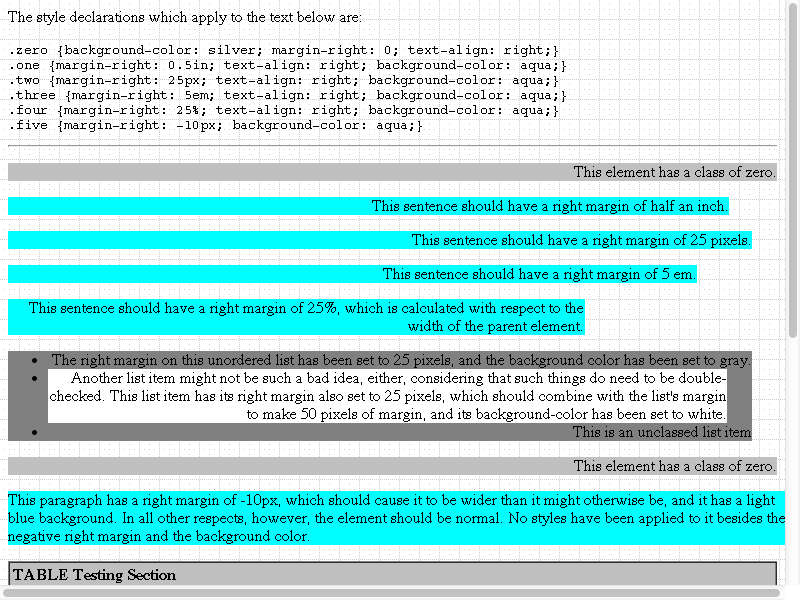 The style declarations which apply to the text below are:
.zero {background-color: silver; margin-right: 0; text-align: right;}
.one {margin-right: 0.5in; text-align: right; background-color: aqua;}
.two {margin-right: 25px; text-align: right; background-color: aqua;}
.three {margin-right: 5em; text-align: right; background-color: aqua;}
.four {margin-right: 25%; text-align: right; background-color: aqua;}
.five {margin-right: -10px; background-color: aqua;}
This element has a class of zero.
This sentence should have a right margin of half an inch.
This sentence should have a right margin of 25 pixels.
This sentence should have a right margin of 5 em.
This sentence should have a right margin of 25%, which is calculated with respect to the
width of the parent element.
• The right margin on this unordered list has been set to 25 pixels, and the background color has been set to gray.
• Another list item might not be such a bad idea, either, considering that such things do need to be double-
checked. This list item has its right margin also set to 25 pixels, which should combine with the list's margin
to make 50 pixels of margin, and its background-color has been set to white.
• This is an unclassed list item
This element has a class of zero.
This paragraph has a right margin of -10px, which should cause it to be wider than it might otherwise be, and it has a light
blue background. In all other respects, however, the element should be normal. No styles have been applied to it besides the
negative right margin and the background color.
TABLE Testing Section